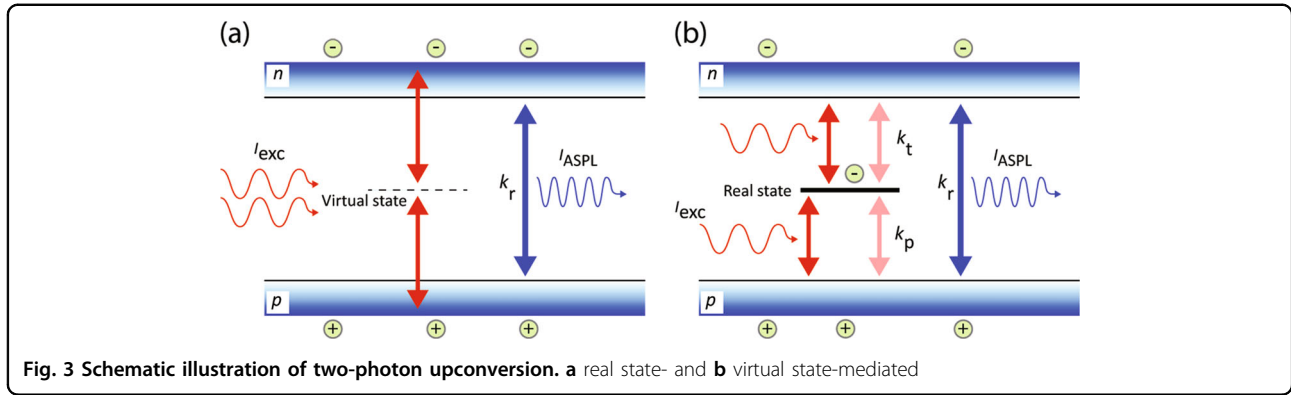 (a)
− − −
n
I_exc
Virtual state
k_r
I_ASPL
p
+ + +
(b)
− −
n
k_t
−
Real state
I_exc
k_p
k_r
I_ASPL
p
+ + +
Fig. 3 Schematic illustration of two-photon upconversion. a real state- and b virtual state-mediated